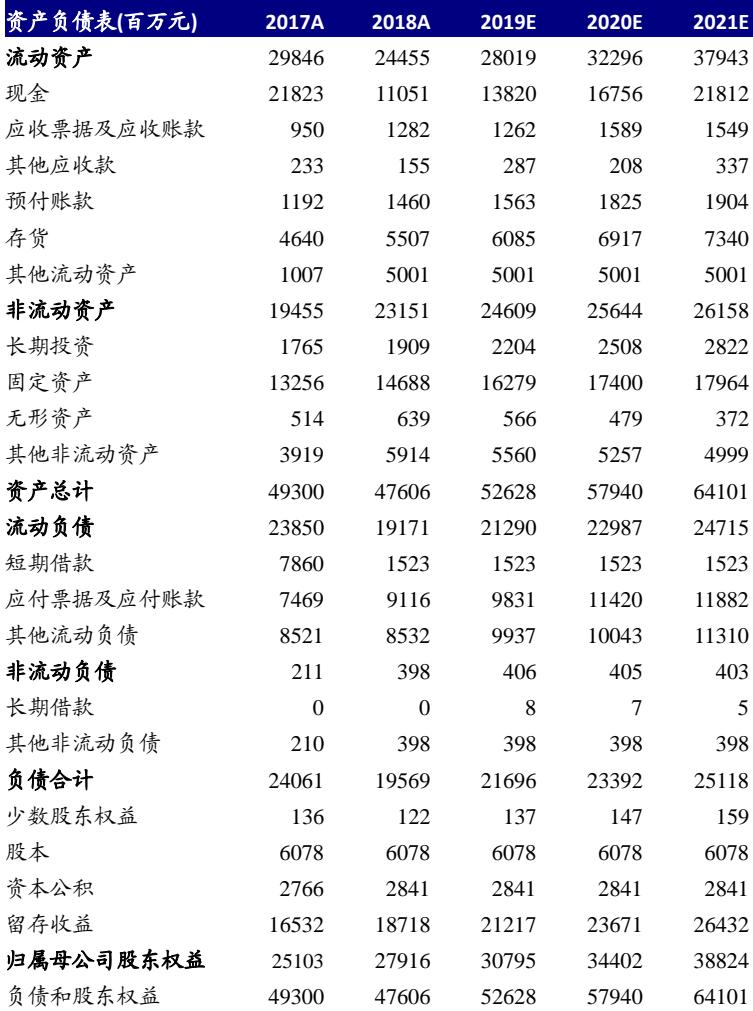 资产负债表(百万元) 2017A 2018A 2019E 2020E 2021E
流动资产 29846 24455 28019 32296 37943
现金 21823 11051 13820 16756 21812
应收票据及应收账款 950 1282 1262 1589 1549
其他应收款 233 155 287 208 337
预付账款 1192 1460 1563 1825 1904
存货 4640 5507 6085 6917 7340
其他流动资产 1007 5001 5001 5001 5001
非流动资产 19455 23151 24609 25644 26158
长期投资 1765 1909 2204 2508 2822
固定资产 13256 14688 16279 17400 17964
无形资产 514 639 566 479 372
其他非流动资产 3919 5914 5560 5257 4999
资产总计 49300 47606 52628 57940 64101
流动负债 23850 19171 21290 22987 24715
短期借款 7860 1523 1523 1523 1523
应付票据及应付账款 7469 9116 9831 11420 11882
其他流动负债 8521 8532 9937 10043 11310
非流动负债 211 398 406 405 403
长期借款 0 0 8 7 5
其他非流动负债 210 398 398 398 398
负债合计 24061 19569 21696 23392 25118
少数股东权益 136 122 137 147 159
股本 6078 6078 6078 6078 6078
资本公积 2766 2841 2841 2841 2841
留存收益 16532 18718 21217 23671 26432
归属母公司股东权益 25103 27916 30795 34402 38824
负债和股东权益 49300 47606 52628 57940 64101